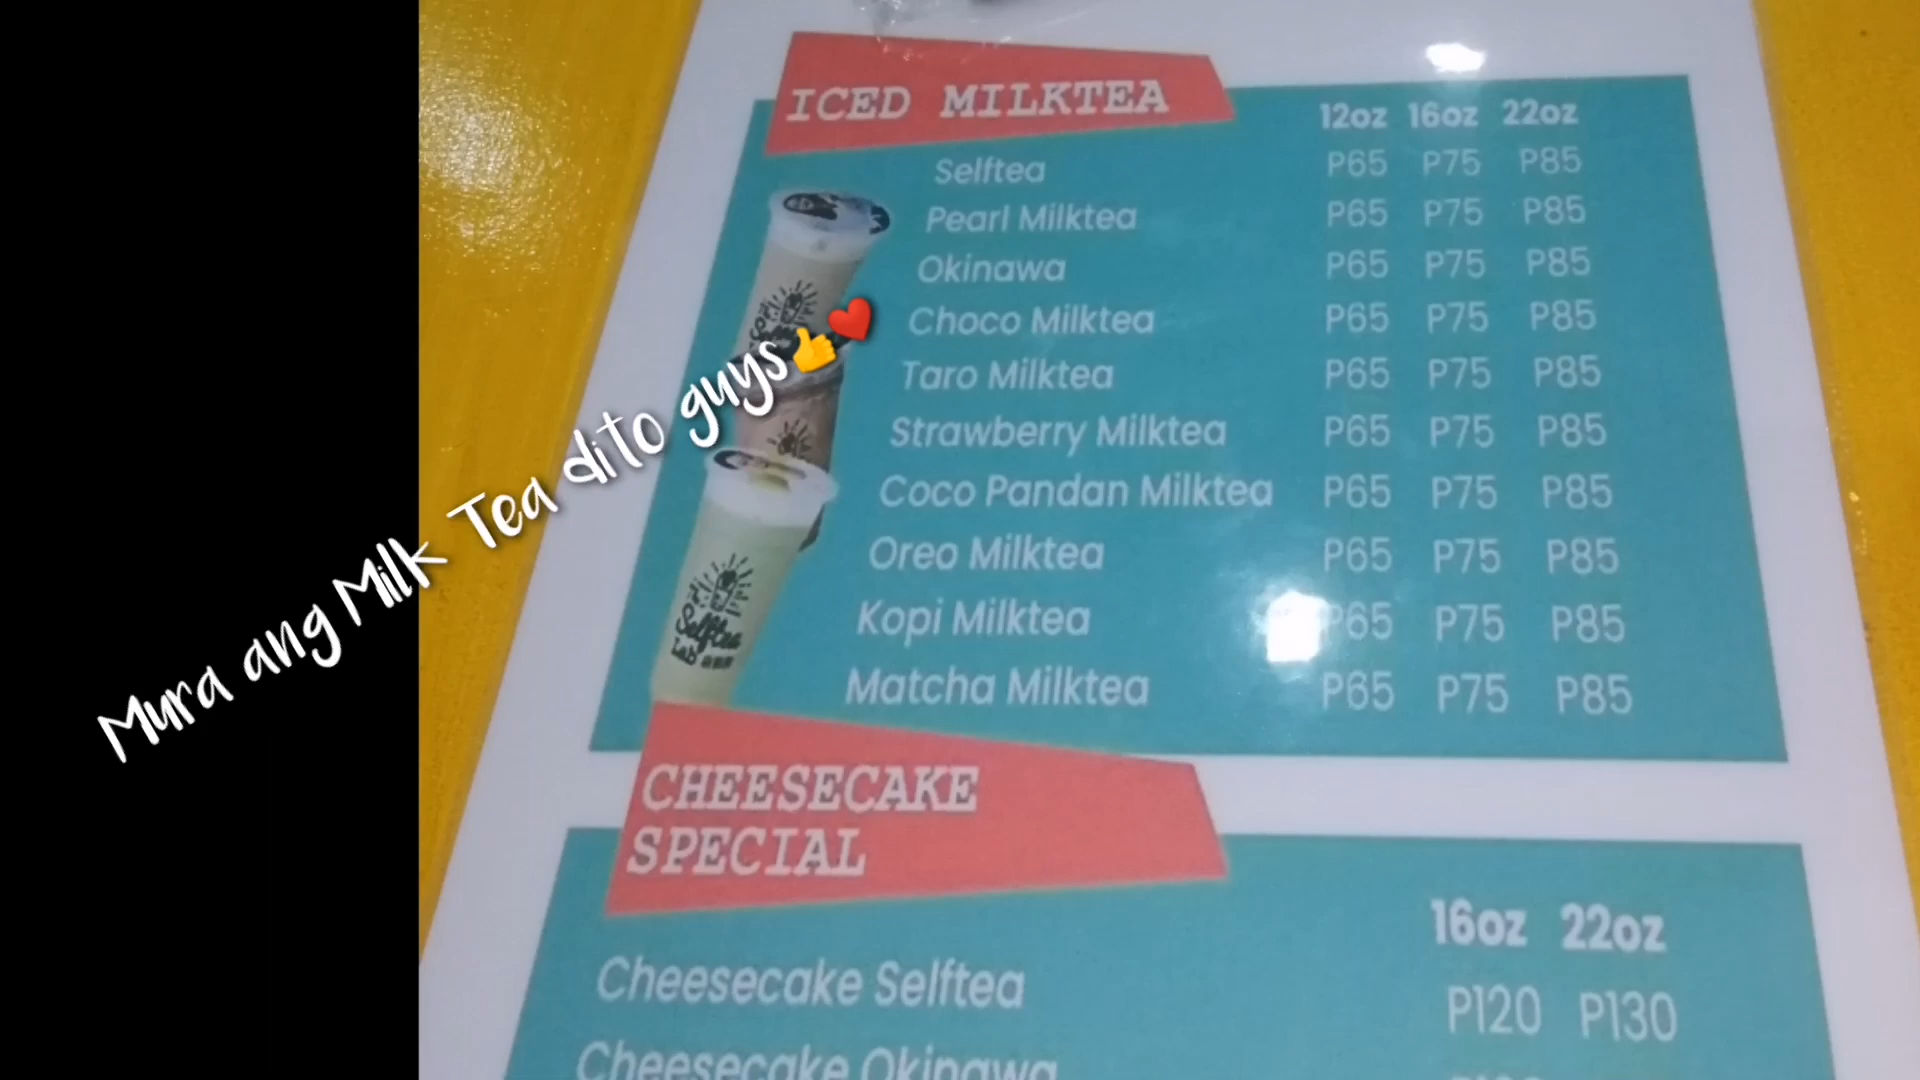 ICED MILKTEA 12oz 16oz 22oz
Selftea P65 P75 P85
Pearl Milktea P65 P75 P85
Okinawa P65 P75 P85
Choco Milktea P65 P75 P85
Taro Milktea P65 P75 P85
Strawberry Milktea P65 P75 P85
Coco Pandan Milktea P65 P75 P85
Oreo Milktea P65 P75 P85
Kopi Milktea P65 P75 P85
Matcha Milktea P65 P75 P85
Mura ang Milk Tea dito guys👍❤️
Selftea
Lab
CHEESECAKE
SPECIAL
16oz 22oz
Cheesecake Selftea P120 P130
Cheesecake Okinawa